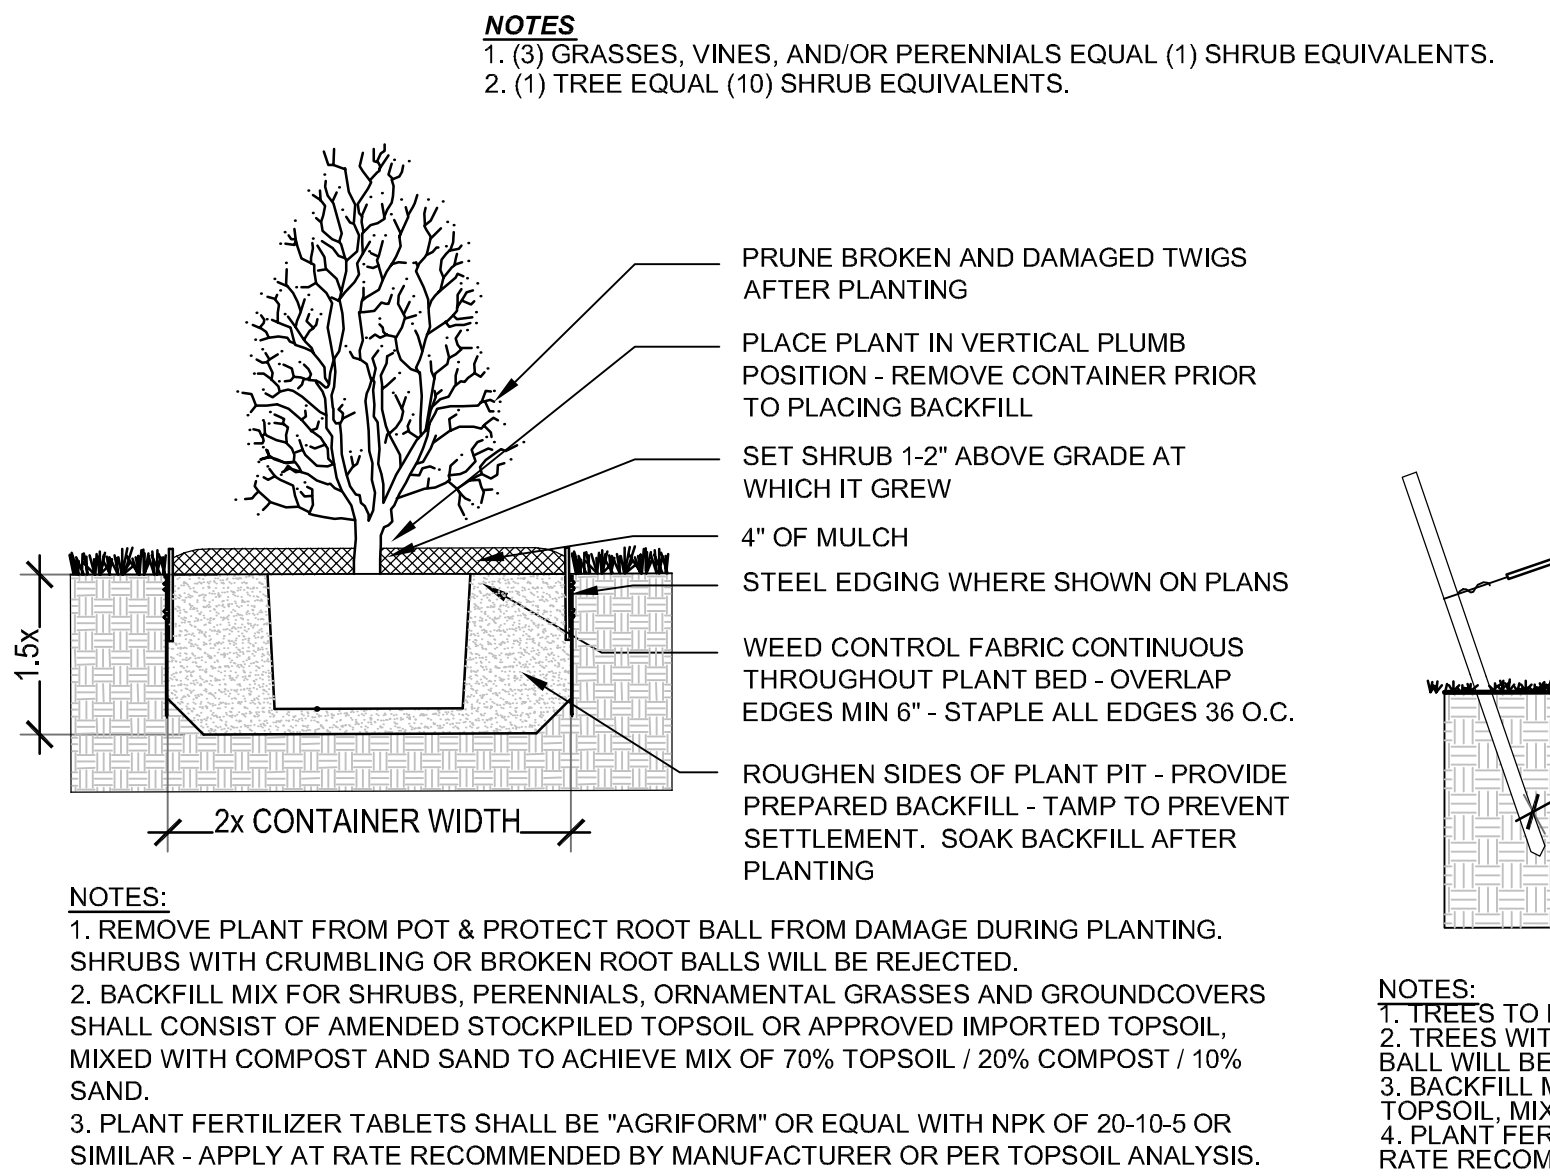 NOTES
1. (3) GRASSES, VINES, AND/OR PERENNIALS EQUAL (1) SHRUB EQUIVALENTS.
2. (1) TREE EQUAL (10) SHRUB EQUIVALENTS.
PRUNE BROKEN AND DAMAGED TWIGS
AFTER PLANTING
PLACE PLANT IN VERTICAL PLUMB
POSITION - REMOVE CONTAINER PRIOR
TO PLACING BACKFILL
SET SHRUB 1-2" ABOVE GRADE AT
WHICH IT GREW
4" OF MULCH
STEEL EDGING WHERE SHOWN ON PLANS
WEED CONTROL FABRIC CONTINUOUS
THROUGHOUT PLANT BED - OVERLAP
EDGES MIN 6" - STAPLE ALL EDGES 36 O.C.
ROUGHEN SIDES OF PLANT PIT - PROVIDE
PREPARED BACKFILL - TAMP TO PREVENT
SETTLEMENT.  SOAK BACKFILL AFTER
PLANTING
1.5x
2x CONTAINER WIDTH
NOTES:
1. REMOVE PLANT FROM POT & PROTECT ROOT BALL FROM DAMAGE DURING PLANTING.
SHRUBS WITH CRUMBLING OR BROKEN ROOT BALLS WILL BE REJECTED.
2. BACKFILL MIX FOR SHRUBS, PERENNIALS, ORNAMENTAL GRASSES AND GROUNDCOVERS
SHALL CONSIST OF AMENDED STOCKPILED TOPSOIL OR APPROVED IMPORTED TOPSOIL,
MIXED WITH COMPOST AND SAND TO ACHIEVE MIX OF 70% TOPSOIL / 20% COMPOST / 10%
SAND.
3. PLANT FERTILIZER TABLETS SHALL BE "AGRIFORM" OR EQUAL WITH NPK OF 20-10-5 OR
SIMILAR - APPLY AT RATE RECOMMENDED BY MANUFACTURER OR PER TOPSOIL ANALYSIS.
NOTES:
1. TREES TO
2. TREES WIT
BALL WILL BE
3. BACKFILL
TOPSOIL, MIX
4. PLANT FER
RATE RECOM